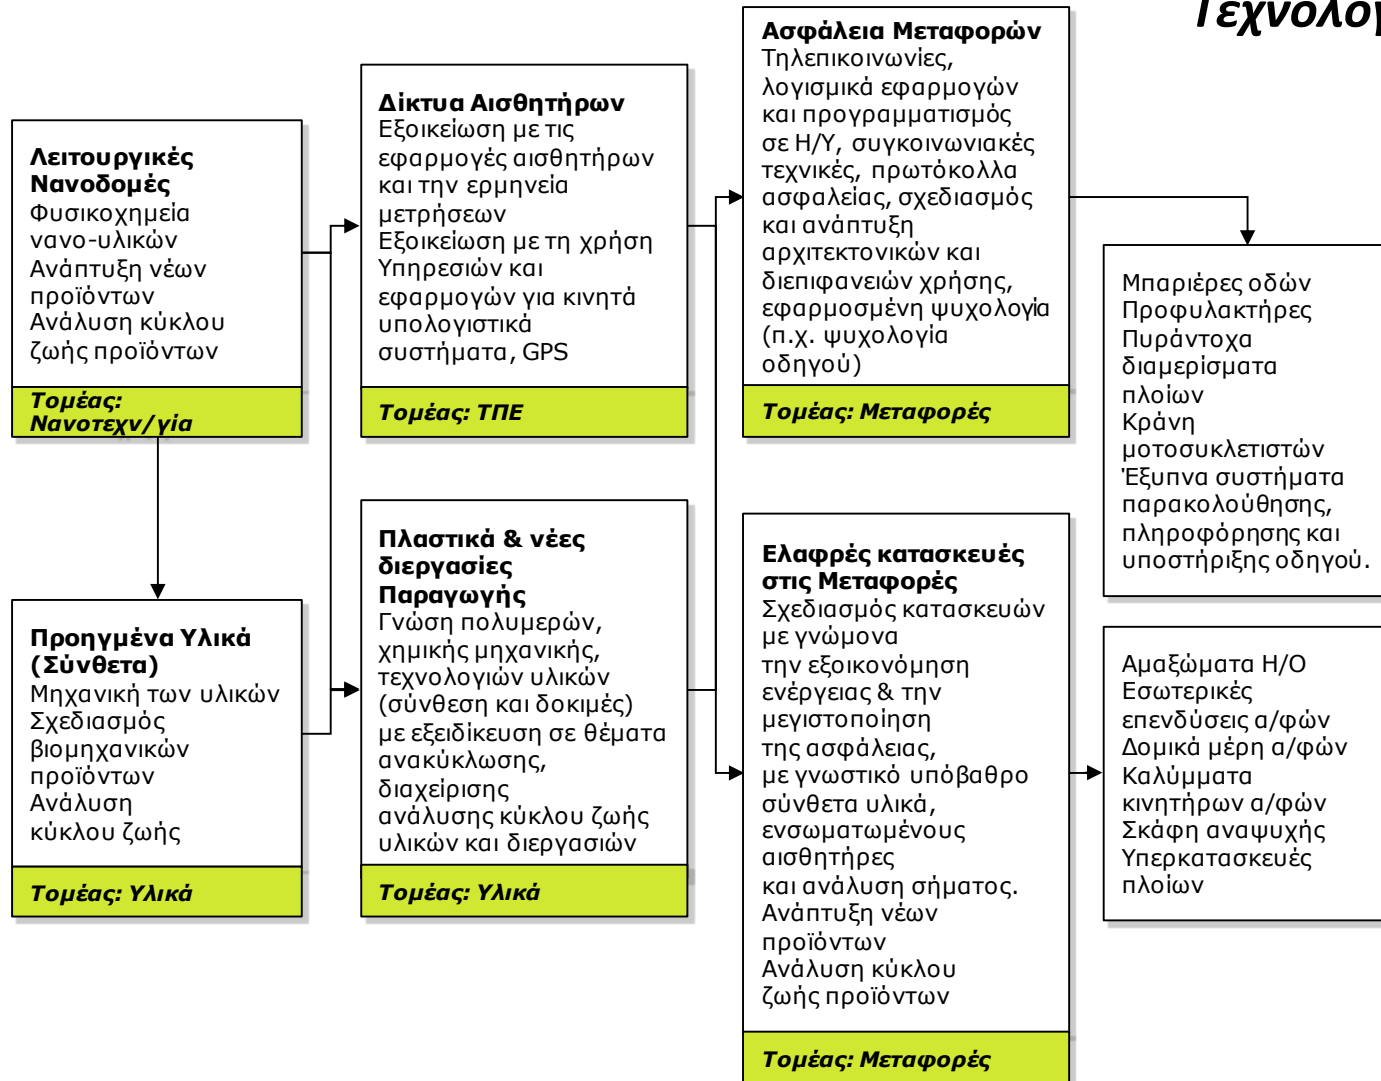 Τεχνολογ
Λειτουργικές
Νανοδομές
Φυσικοχημεία
νανο-υλικών
Ανάπτυξη νέων
προϊόντων
Ανάλυση κύκλου
ζωής προϊόντων
Τομέας:
Νανοτεχν/γία
Προηγμένα Υλικά
(Σύνθετα)
Μηχανική των υλικών
Σχεδιασμός
βιομηχανικών
προϊόντων
Ανάλυση
κύκλου ζωής
Τομέας: Υλικά
Δίκτυα Αισθητήρων
Εξοικείωση με τις
εφαρμογές αισθητήρων
και την ερμηνεία
μετρήσεων
Εξοικείωση με τη χρήση
Υπηρεσιών και
εφαρμογών για κινητά
υπολογιστικά
συστήματα, GPS
Τομέας: ΤΠΕ
Πλαστικά & νέες
διεργασίες
Παραγωγής
Γνώση πολυμερών,
χημικής μηχανικής,
τεχνολογιών υλικών
(σύνθεση και δοκιμές)
με εξειδίκευση σε θέματα
ανακύκλωσης,
διαχείρισης
ανάλυσης κύκλου ζωής
υλικών και διεργασιών
Τομέας: Υλικά
Ασφάλεια Μεταφορών
Τηλεπικοινωνίες,
λογισμικά εφαρμογών
και προγραμματισμός
σε Η/Υ, συγκοινωνιακές
τεχνικές, πρωτόκολλα
ασφαλείας, σχεδιασμός
και ανάπτυξη
αρχιτεκτονικών και
διεπιφανειών χρήσης,
εφαρμοσμένη ψυχολογία
(π.χ. ψυχολογία
οδηγού)
Τομέας: Μεταφορές
Ελαφρές κατασκευές
στις Μεταφορές
Σχεδιασμός κατασκευών
με γνώμονα
την εξοικονόμηση
ενέργειας & την
μεγιστοποίηση
της ασφάλειας,
με γνωστικό υπόβαθρο
σύνθετα υλικά,
ενσωματωμένους
αισθητήρες
και ανάλυση σήματος.
Ανάπτυξη νέων
προϊόντων
Ανάλυση κύκλου
ζωής προϊόντων
Τομέας: Μεταφορές
Μπαριέρες οδών
Προφυλακτήρες
Πυράντοχα
διαμερίσματα
πλοίων
Κράνη
μοτοσυκλετιστών
Έξυπνα συστήματα
παρακολούθησης,
πληροφόρησης και
υποστήριξης οδηγού.
Αμαξώματα Η/Ο
Εσωτερικές
επενδύσεις α/φών
Δομικά μέρη α/φών
Καλύμματα
κινητήρων α/φών
Σκάφη αναψυχής
Υπερκατασκευές
πλοίων